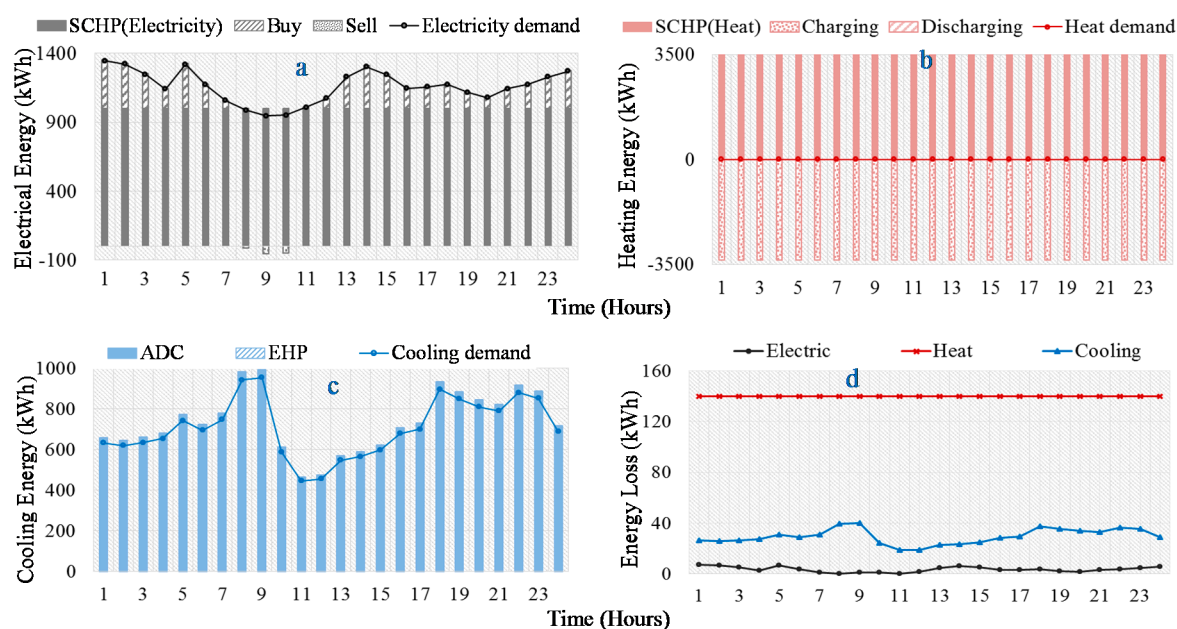 SCHP(Electricity) Buy Sell Electricity demand
1400
900
400
-100
Electrical Energy (kWh)
a
1 3 5 7 9 11 13 15 17 19 21 23
SCHP(Heat) Charging Discharging Heat demand
3500
0
-3500
Heating Energy (kWh)
b
1 3 5 7 9 11 13 15 17 19 21 23
Time (Hours)
ADC EHP Cooling demand
1000
800
600
400
200
0
Cooling Energy (kWh)
c
1 3 5 7 9 11 13 15 17 19 21 23
Electric Heat Cooling
160
120
80
40
0
Energy Loss (kWh)
d
1 3 5 7 9 11 13 15 17 19 21 23
Time (Hours)